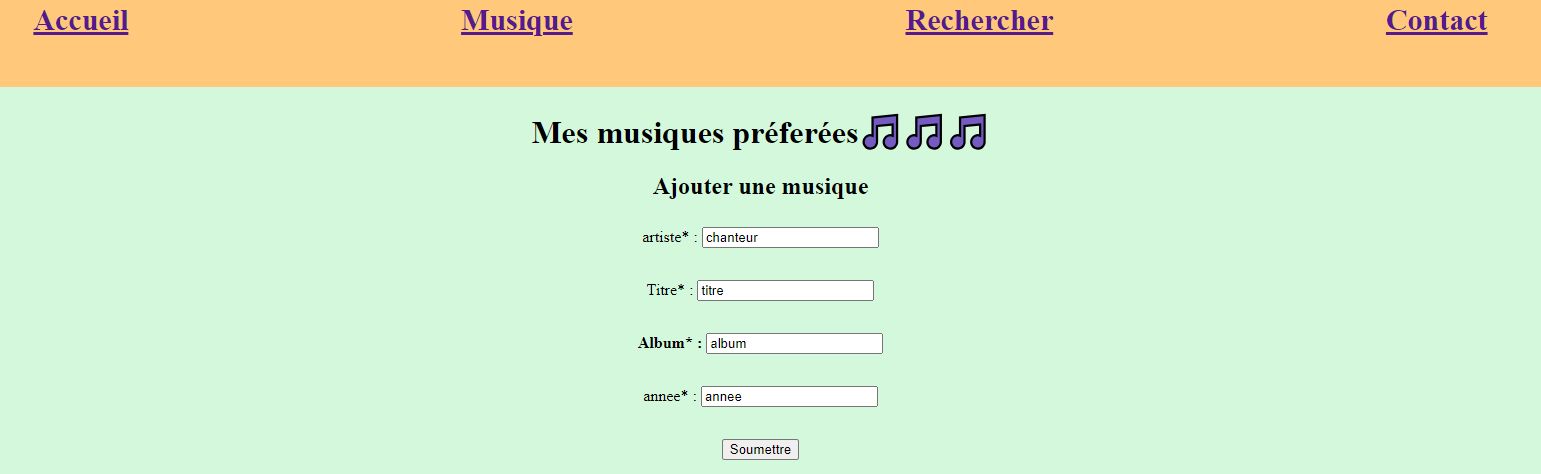 Accueil Musique Rechercher Contact
Mes musiques préferées
Ajouter une musique
artiste* : chanteur
Titre* : titre
Album* : album
annee* : annee
Soumettre